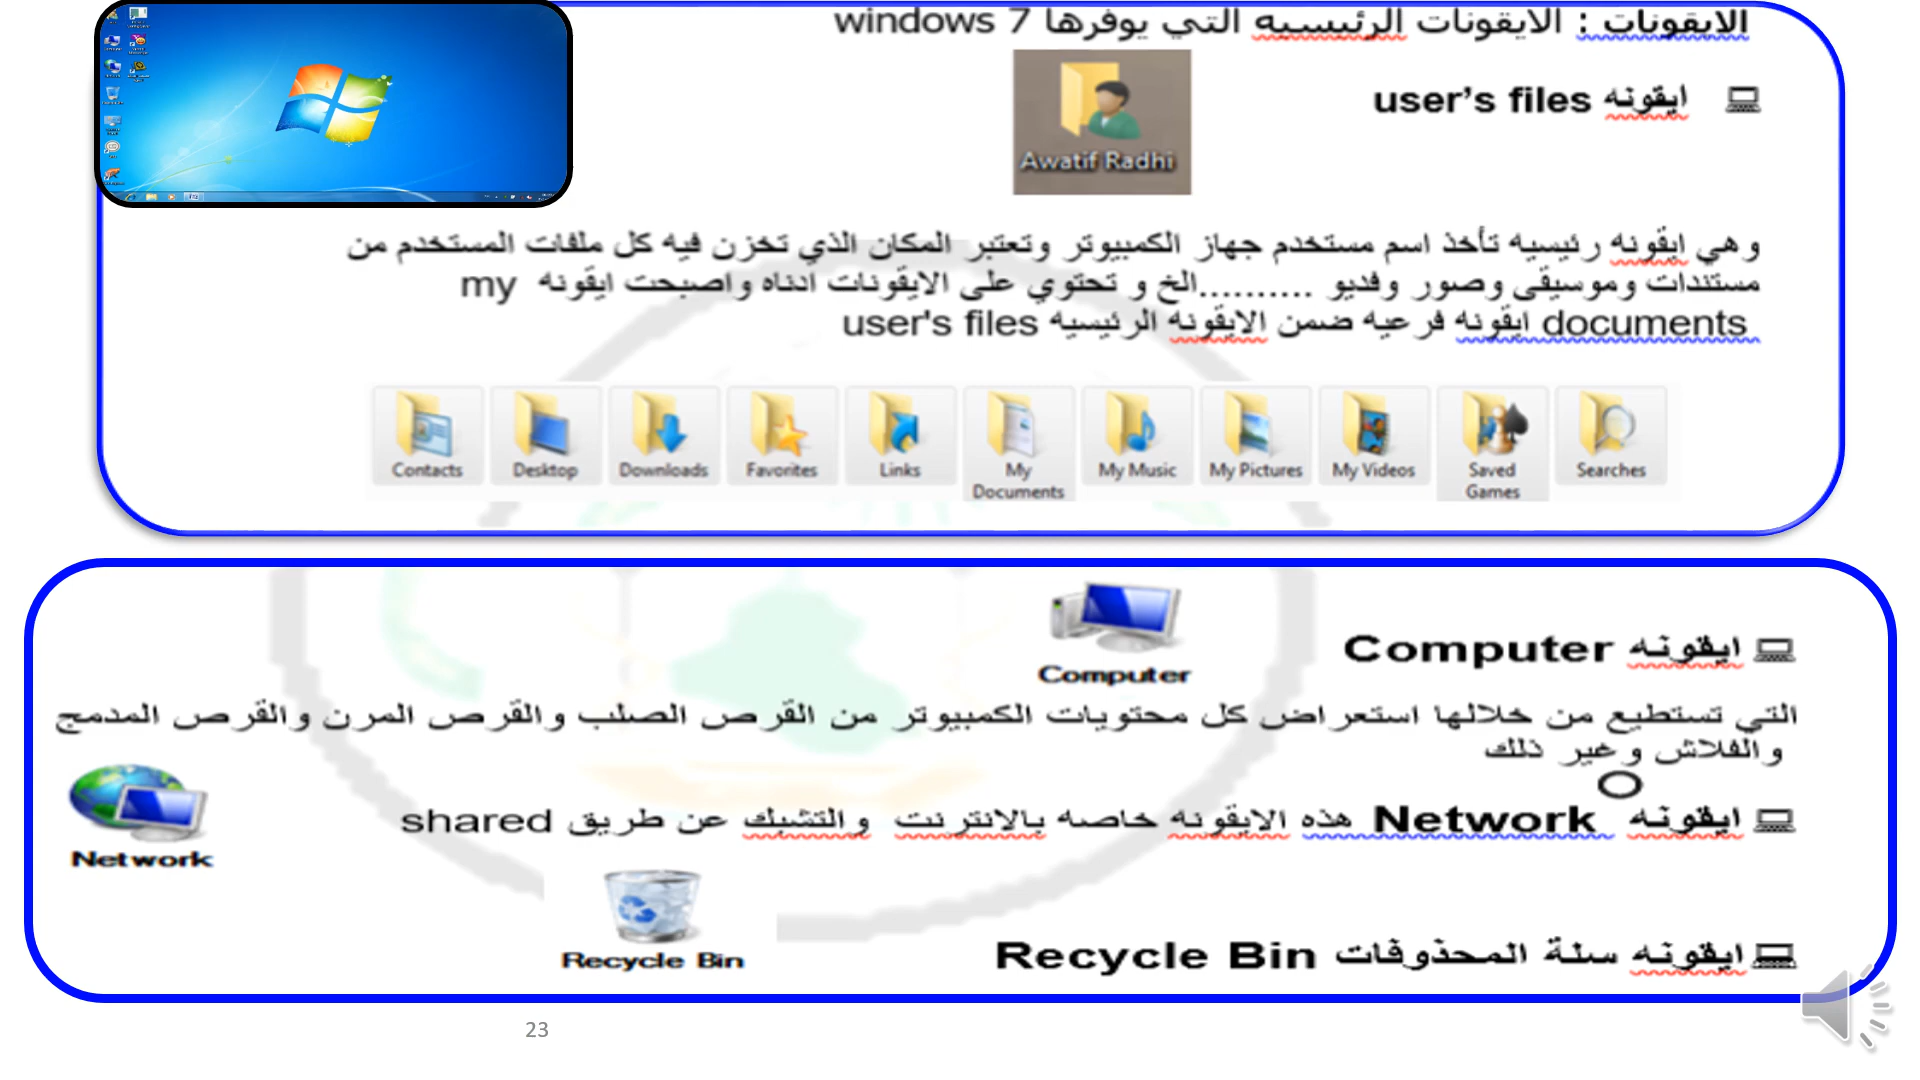 الايقونات : الايقونات الرئيسيه التي يوفرها windows 7
ايقونه user’s files
Awatif Radhi
وهي ايقونه رئيسيه تأخذ اسم مستخدم جهاز الكمبيوتر وتعتبر المكان الذي تخزن فيه كل ملفات المستخدم من
مستندات وموسيقى وصور وفديو ..........الخ و تحتوي على الايقونات ادناه واصبحت ايقونه my
documents ايقونه فرعيه ضمن الايقونه الرئيسيه user's files
Contacts Desktop Downloads Favorites Links My Documents My Music My Pictures My Videos Saved Games Searches
ايقونه Computer
Computer
التي تستطيع من خلالها استعراض كل محتويات الكمبيوتر من القرص الصلب والقرص المرن والقرص المدمج
والفلاش وغير ذلك
ايقونه Network هذه الايقونه خاصه بالانترنت والتشبك عن طريق shared
Network
ايقونه سلة المحذوفات Recycle Bin
Recycle Bin
23